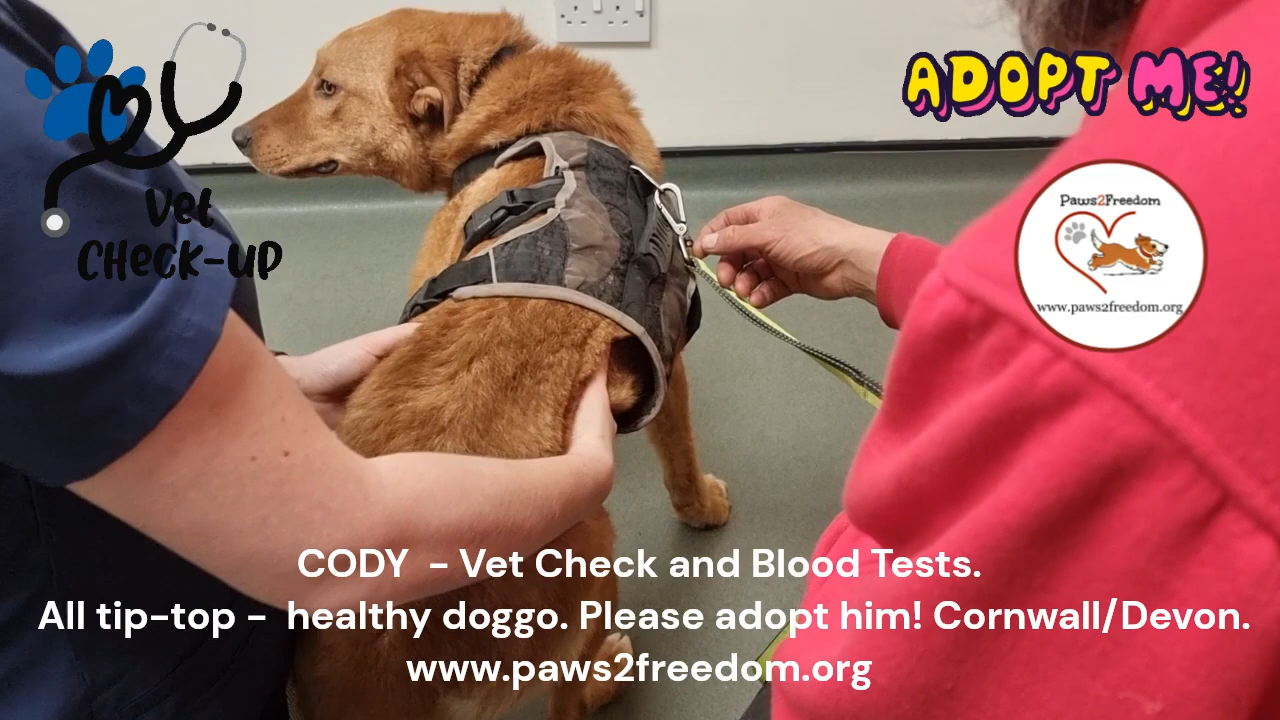 Vet
CHeCK-UP
ADOPT ME!
Paws2Freedom
www.paws2freedom.org
CODY - Vet Check and Blood Tests.
All tip-top - healthy doggo. Please adopt him! Cornwall/Devon.
www.paws2freedom.org